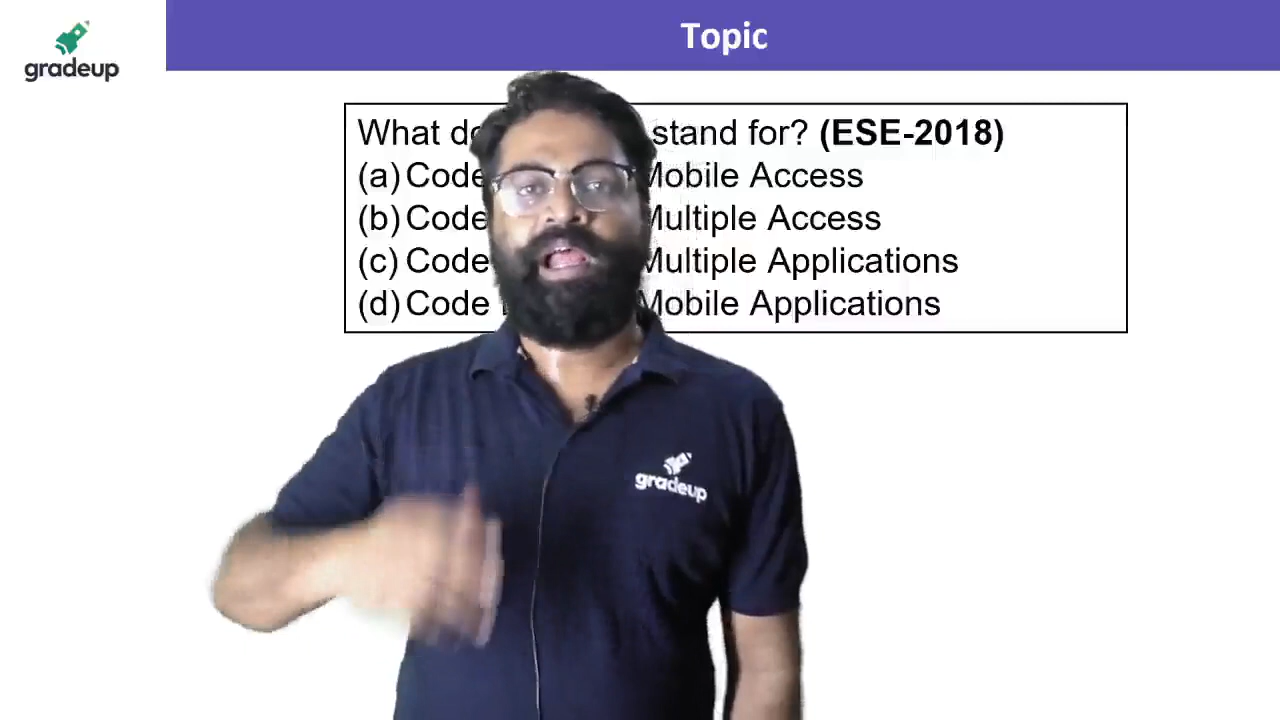 gradeup
Topic
What do stand for? (ESE-2018)
(a) Code Mobile Access
(b) Code Multiple Access
(c) Code Multiple Applications
(d) Code Mobile Applications
gradeup